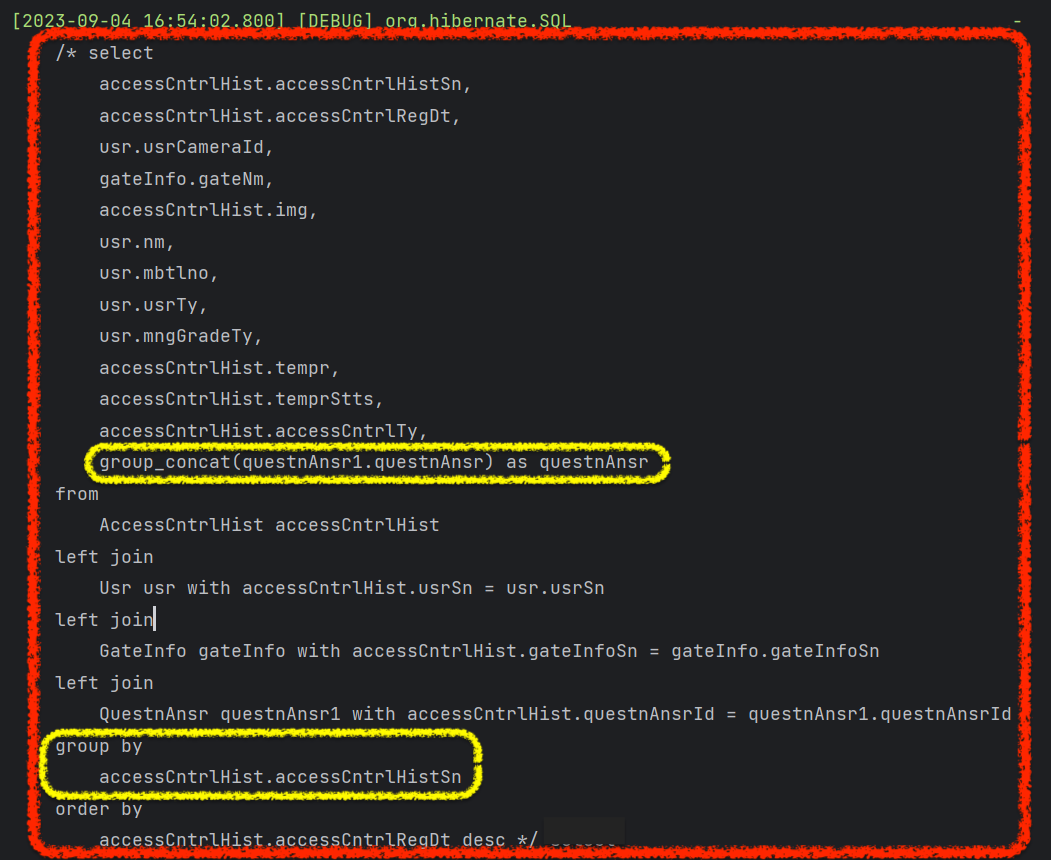 [2023-09-04 16:54:02.800] [DEBUG] org.hibernate.SQL -
/* select
accessCntrlHist.accessCntrlHistSn,
accessCntrlHist.accessCntrlRegDt,
usr.usrCameraId,
gateInfo.gateNm,
accessCntrlHist.img,
usr.nm,
usr.mbtlno,
usr.usrTy,
usr.mngGradeTy,
accessCntrlHist.tempr,
accessCntrlHist.temprStts,
accessCntrlHist.accessCntrlTy,
group_concat(questnAnsr1.questnAnsr) as questnAnsr
from
AccessCntrlHist accessCntrlHist
left join
Usr usr with accessCntrlHist.usrSn = usr.usrSn
left join
GateInfo gateInfo with accessCntrlHist.gateInfoSn = gateInfo.gateInfoSn
left join
QuestnAnsr questnAnsr1 with accessCntrlHist.questnAnsrId = questnAnsr1.questnAnsrId
group by
accessCntrlHist.accessCntrlHistSn
order by
accessCntrlHist.accessCntrlRegDt desc */